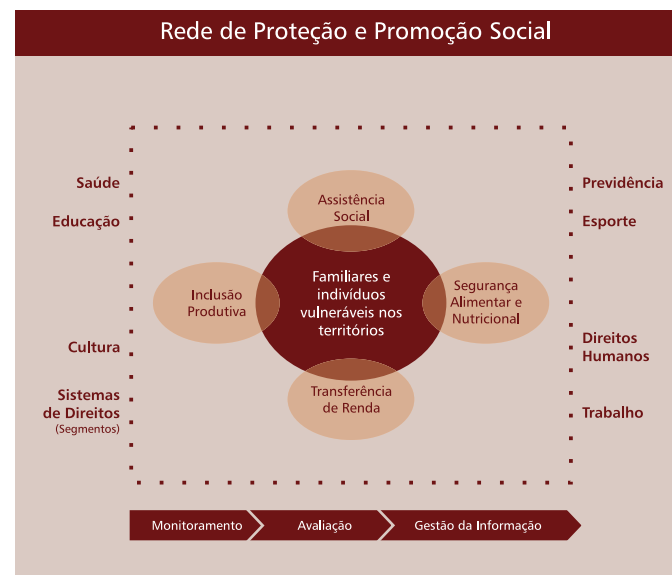 Rede de Proteção e Promoção Social
Saúde
Educação
Cultura
Sistemas
de Direitos
(Segmentos)
Assistência
Social
Inclusão
Produtiva
Familiares e
indivíduos
vulneráveis nos
territórios
Segurança
Alimentar e
Nutricional
Transferência
de Renda
Previdência
Esporte
Direitos
Humanos
Trabalho
Monitoramento
Avaliação
Gestão da Informação